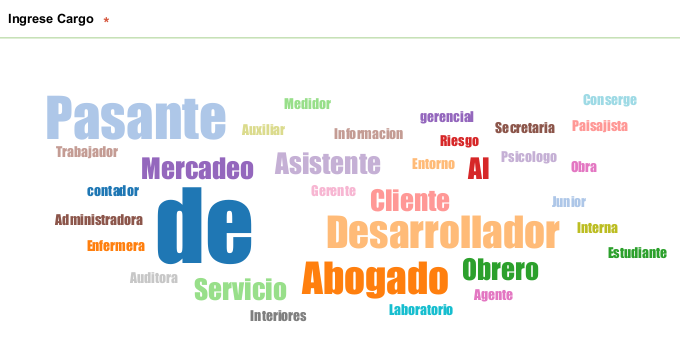 Ingrese Cargo *
Conserge
Pasante
Medidor
gerencial
Auxiliar
Informacion
Secretaria
Paisajista
Riesgo
Trabajador
Mercadeo
Asistente
Entorno
Al
Psicologo
Obra
contador
Gerente
Cliente
Junior
Administradora
de
Desarrollador
Interna
Enfermera
Estudiante
Auditora
Servicio
Abogado
Obrero
Agente
Interiores
Laboratorio